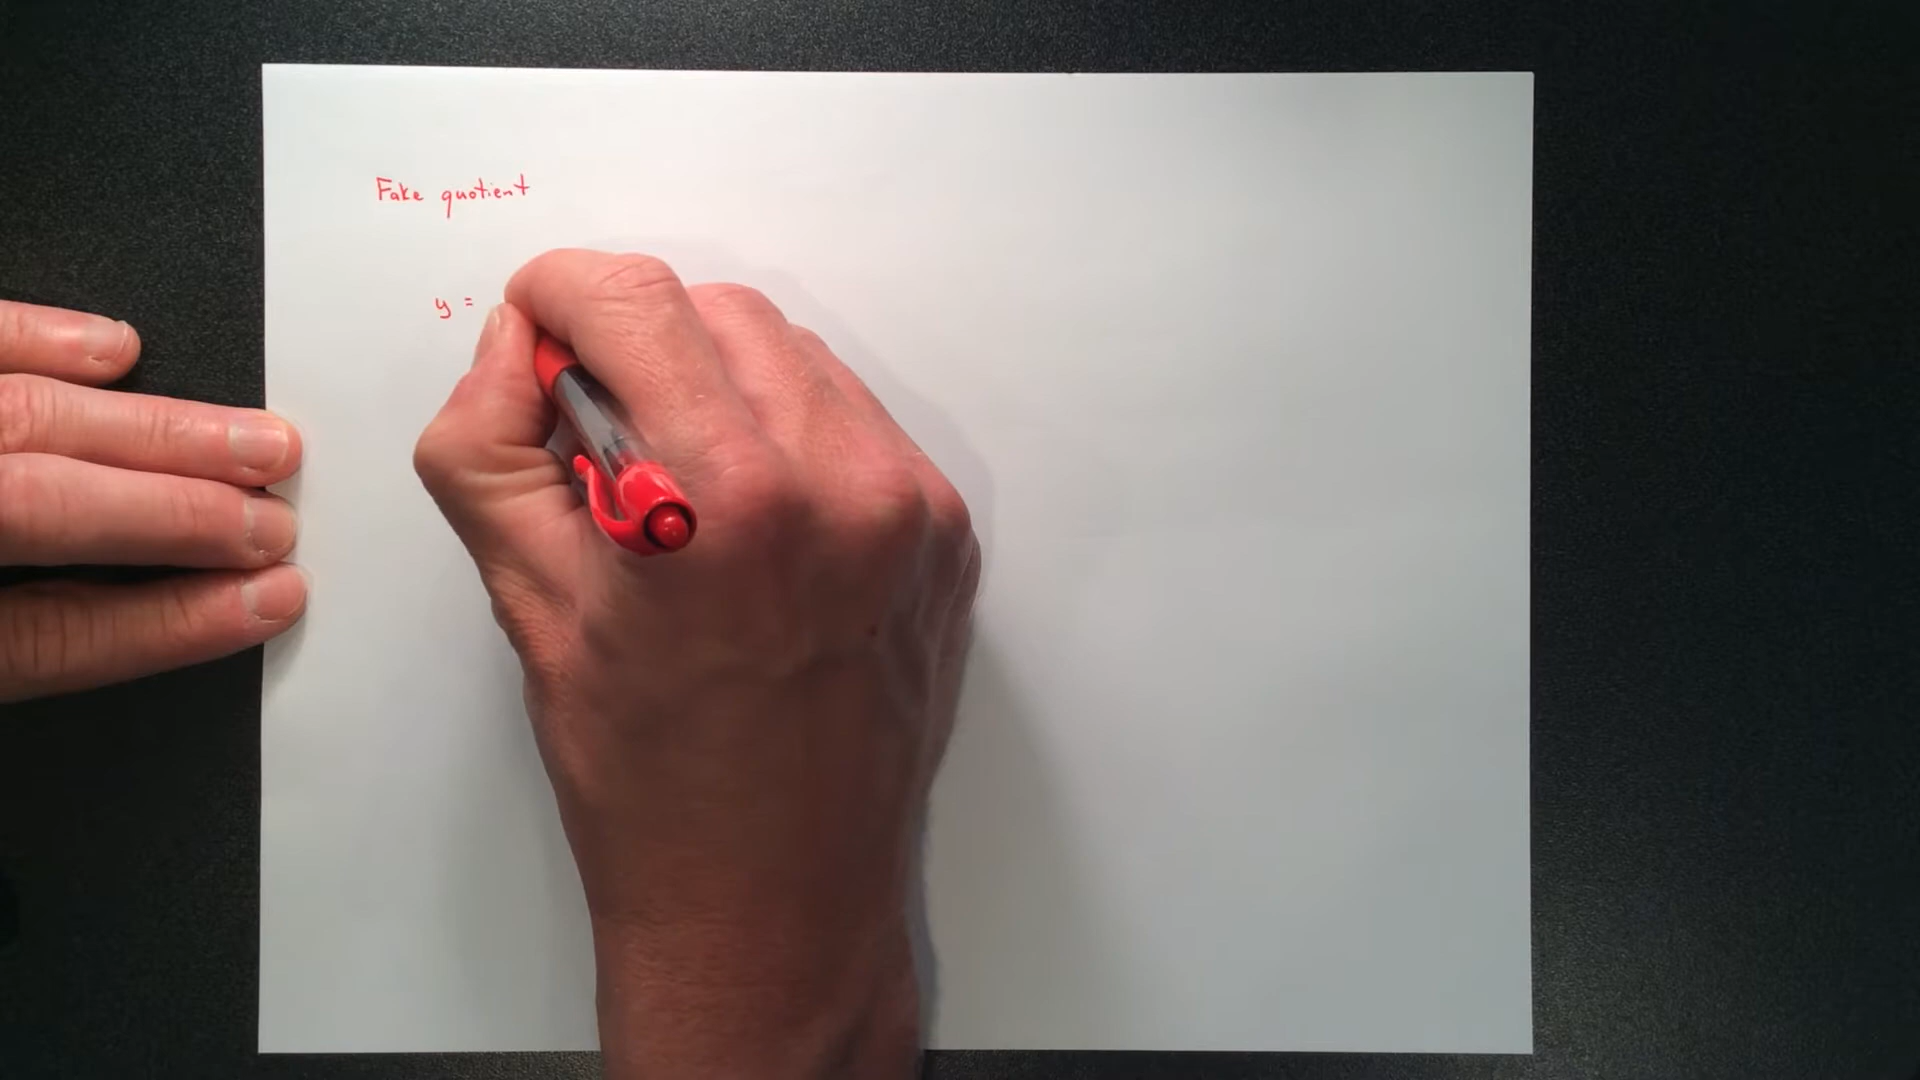 Fake quotient
y =